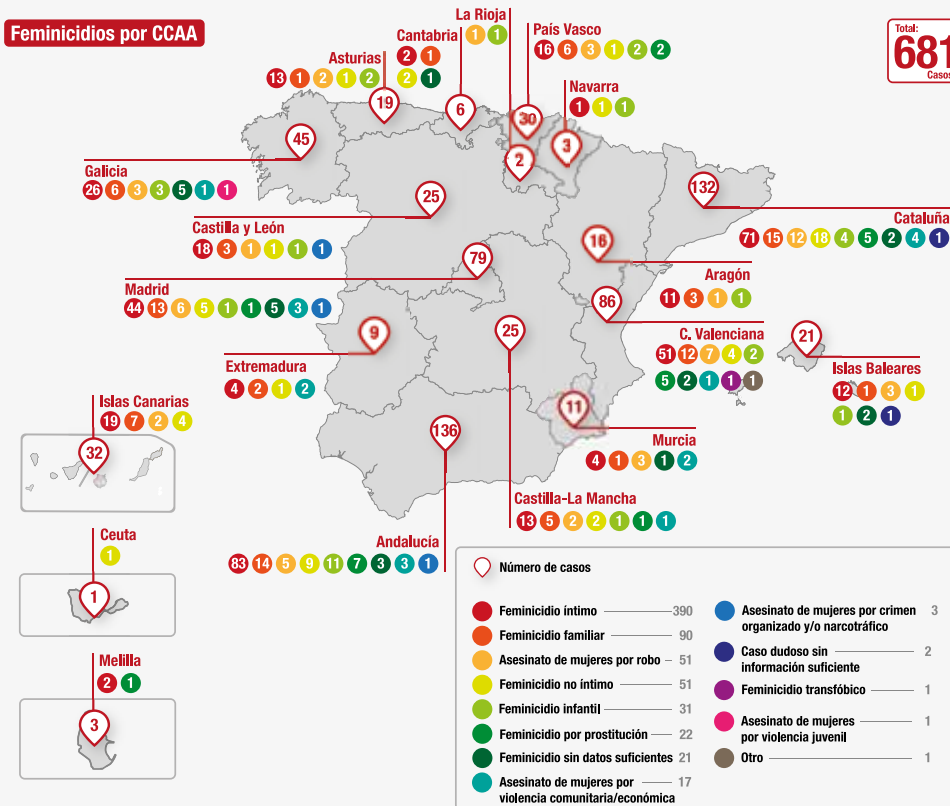 Feminicidios por CCAA
Total:
681
Casos
La Rioja
1 1
2
País Vasco
16 6 3 1 2 2
30
Cantabria
2 1
2 1
6
Asturias
13 1 2 1 2
19
Navarra
1 1 1
3
45
Galicia
26 6 3 3 5 1 1
25
Castilla y León
18 3 1 1 1 1
132
Cataluña
71 15 12 18 4 5 2 4 1
16
Aragón
11 3 1 1
79
Madrid
44 13 6 5 1 1 5 3 1
86
C. Valenciana
51 12 7 4 2
5 2 1 1 1
9
Extremadura
4 2 1 2
25
Castilla-La Mancha
13 5 2 2 1 1 1
21
Islas Baleares
12 1 3 1
1 2 1
11
Murcia
4 1 3 1 2
Islas Canarias
19 7 2 4
32
136
Andalucía
83 14 5 9 11 7 3 3 1
Ceuta
1
1
Melilla
2 1
3
Número de casos
Feminicidio íntimo 390
Feminicidio familiar 90
Asesinato de mujeres por robo 51
Feminicidio no íntimo 51
Feminicidio infantil 31
Feminicidio por prostitución 22
Feminicidio sin datos suficientes 21
Asesinato de mujeres por 17
violencia comunitaria/económica
Asesinato de mujeres por crimen 3
organizado y/o narcotráfico
Caso dudoso sin 2
información suficiente
Feminicidio transfóbico 1
Asesinato de mujeres 1
por violencia juvenil
Otro 1